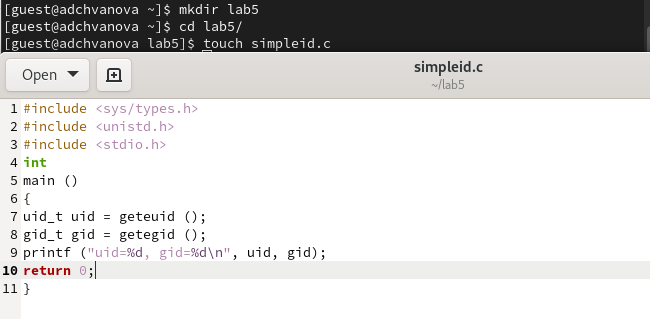 [guest@adchvanova ~]$ mkdir lab5
[guest@adchvanova ~]$ cd lab5/
[guest@adchvanova lab5]$ touch simpleid.c
Open
simpleid.c
~/lab5
1 #include <sys/types.h>
2 #include <unistd.h>
3 #include <stdio.h>
4 int
5 main ()
6 {
7 uid_t uid = geteuid ();
8 gid_t gid = getegid ();
9 printf ("uid=%d, gid=%d\n", uid, gid);
10 return 0;
11 }